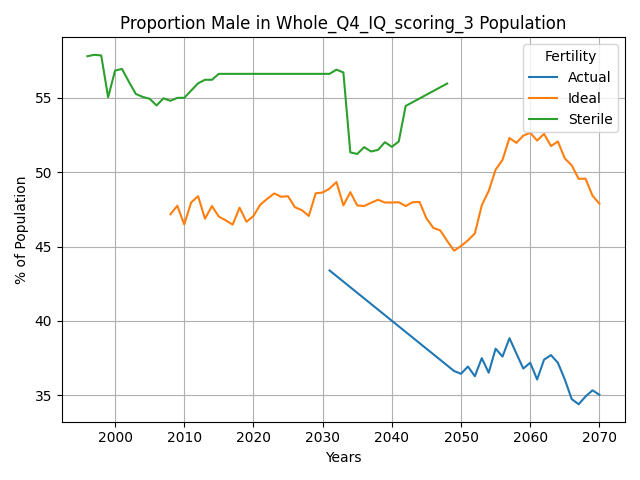 Proportion Male in Whole_Q4_IQ_scoring_3 Population
% of Population
55
50
45
40
35
Fertility
Actual
Ideal
Sterile
2000 2010 2020 2030 2040 2050 2060 2070
Years